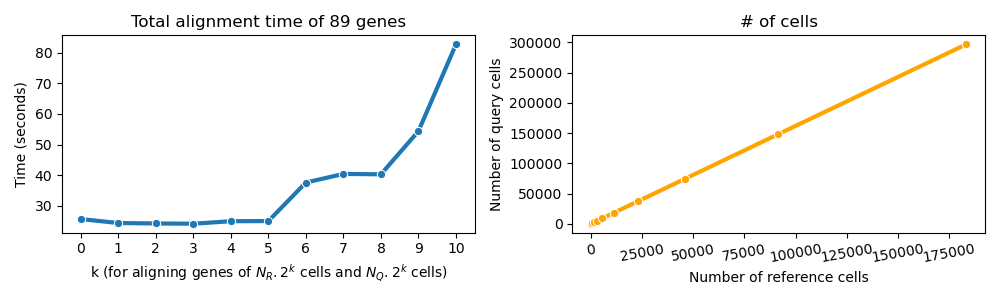 Total alignment time of 89 genes
80
70
60
50
40
30
Time (seconds)
0 1 2 3 4 5 6 7 8 9 10
k (for aligning genes of $N_R.2^k$ cells and $N_Q.2^k$ cells)
# of cells
300000
250000
200000
150000
100000
50000
0
Number of query cells
0 25000 50000 75000 100000 125000 150000 175000
Number of reference cells